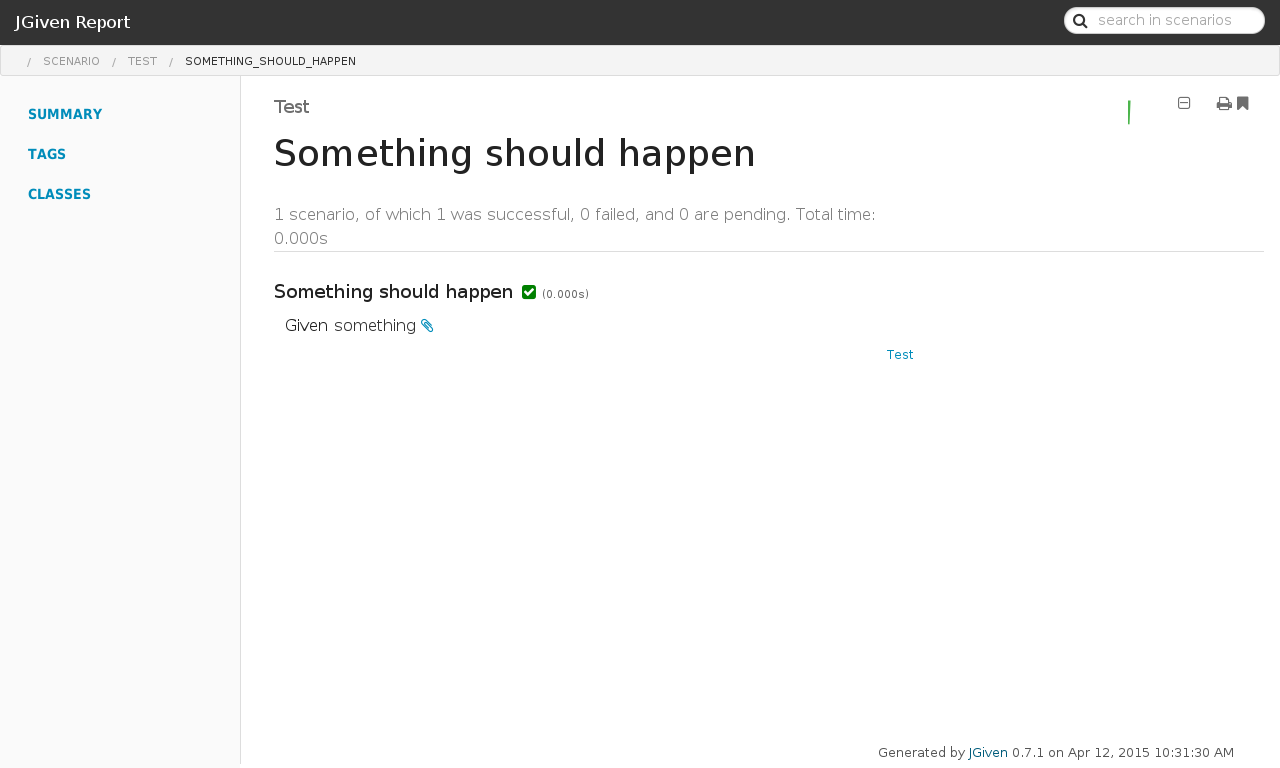 JGiven Report
search in scenarios
/ SCENARIO / TEST / SOMETHING_SHOULD_HAPPEN
SUMMARY
TAGS
CLASSES
Test
Something should happen
1 scenario, of which 1 was successful, 0 failed, and 0 are pending. Total time:
0.000s
Something should happen (0.000s)
Given something
Test
Generated by JGiven 0.7.1 on Apr 12, 2015 10:31:30 AM